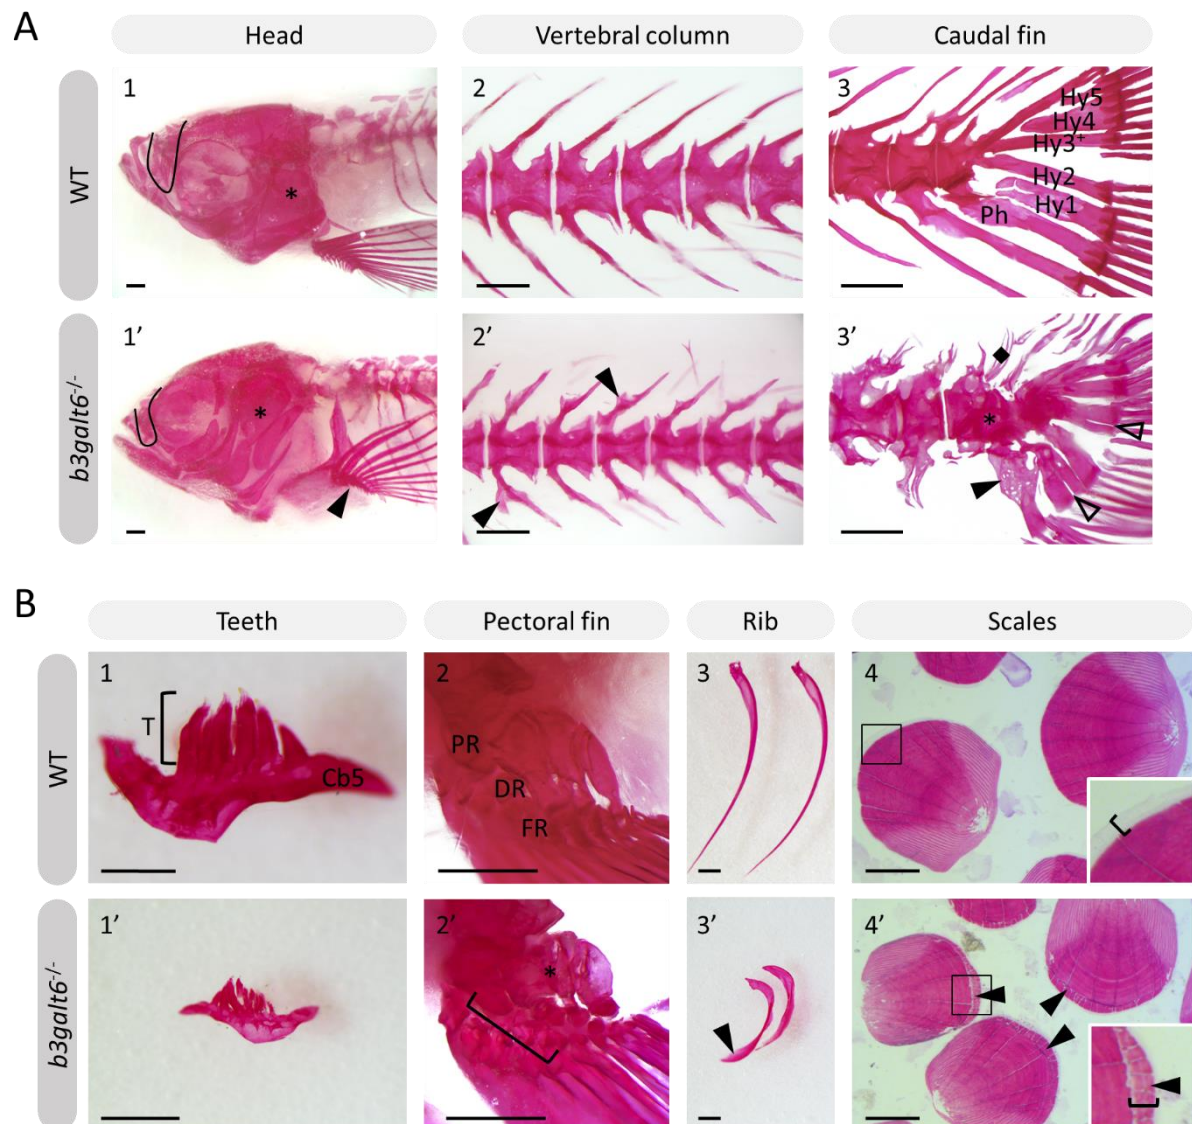 A
Head
Vertebral column
Caudal fin
WT
1
2
3
Hy5
Hy4
Hy3+
Hy2
Hy1
Ph
b3galt6-/-
1’
*
2’
3’
*
B
Teeth
Pectoral fin
Rib
Scales
WT
1
T
Cb5
2
PR
DR
FR
3
4
b3galt6-/-
1’
2’
*
3’
4’